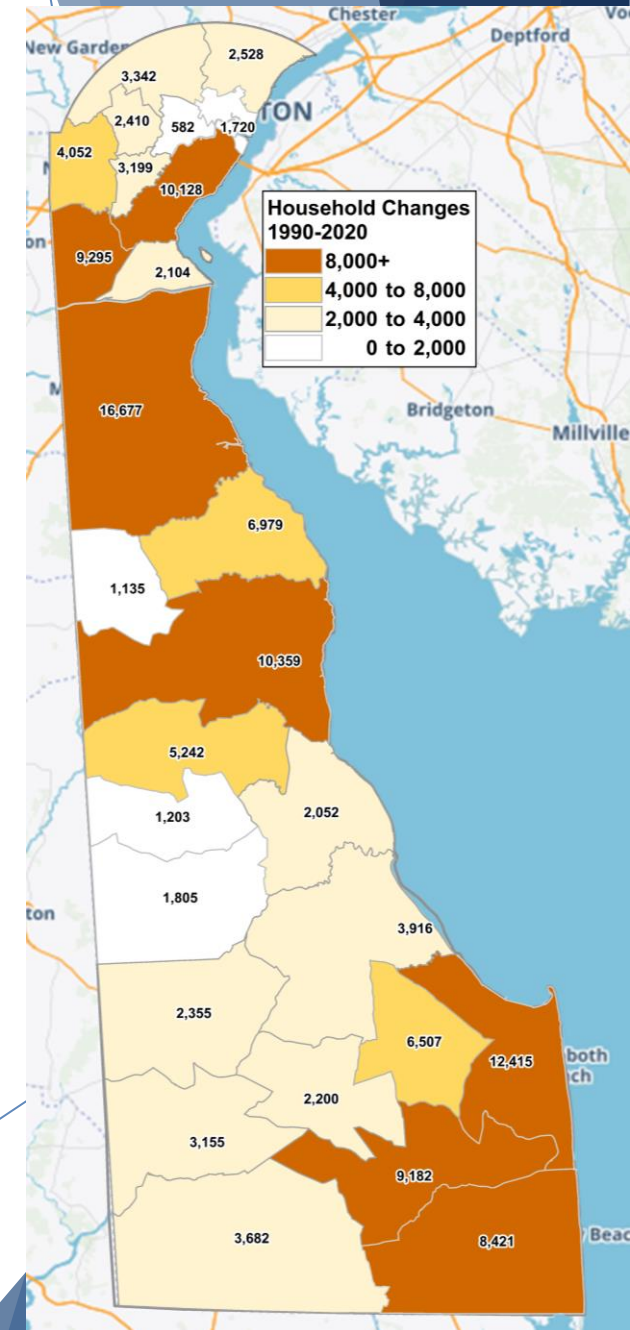 Chester
Vo
Deptford
New Garden
2,528
3,342
2,410
TON
582
1,720
4,052
3,199
10,128
Household Changes
1990-2020
8,000+
4,000 to 8,000
2,000 to 4,000
0 to 2,000
on
9,295
2,104
M
16,677
Bridgeton
Millville
6,979
1,135
10,359
5,242
1,203
2,052
1,805
ton
3,916
2,355
6,507
12,415
both
ch
2,200
3,155
9,182
3,682
8,421
Beac